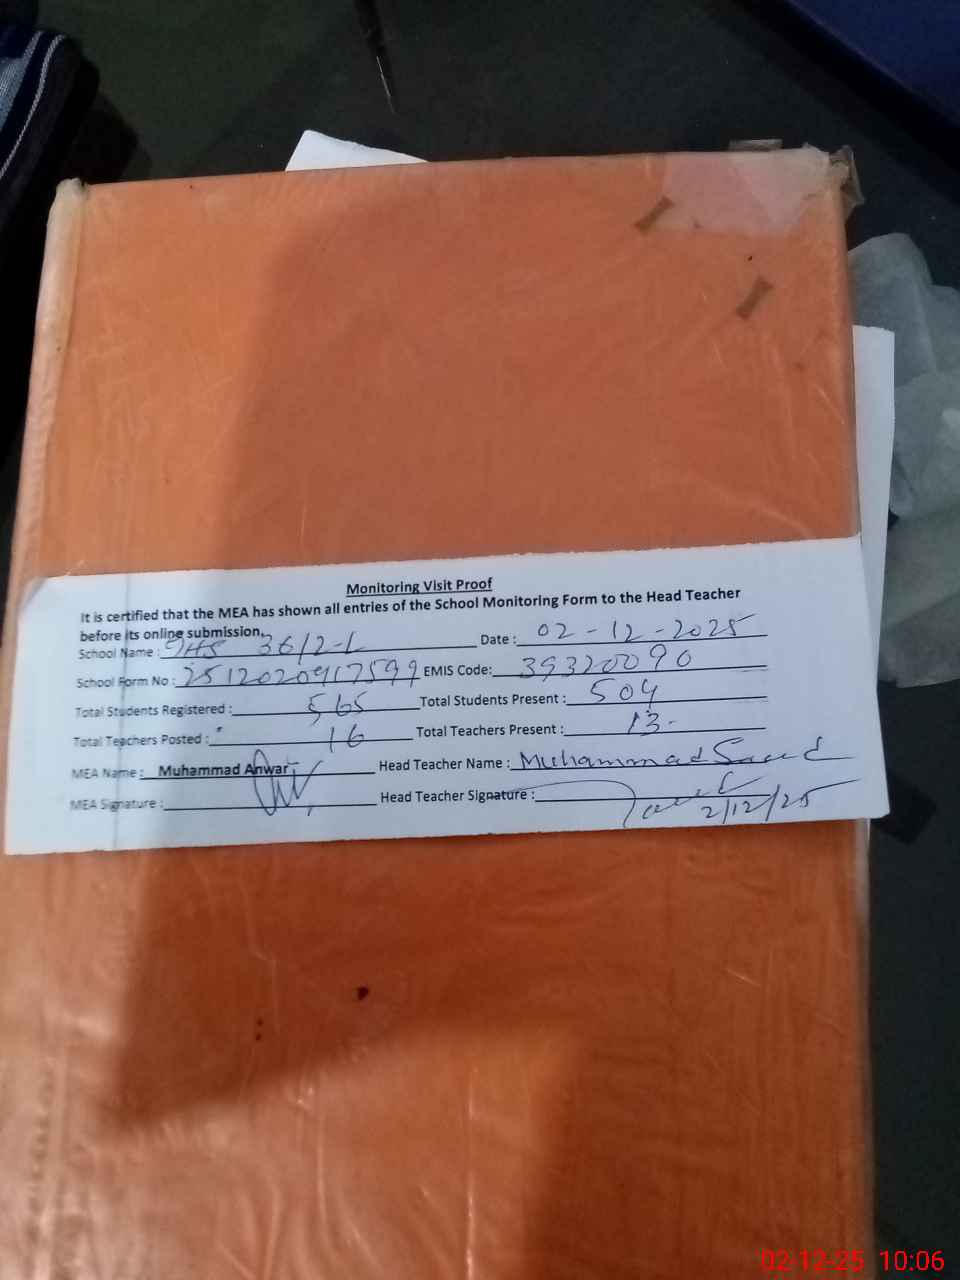 Monitoring Visit Proof
It is certified that the MEA has shown all entries of the School Monitoring Form to the Head Teacher
before its online submission.
School Name : GHS 36/2-L Date : 02-12-2025
School Form No : 2512020917599 EMIS Code: 39320090
Total Students Registered : 565 Total Students Present : 504
Total Teachers Posted : 16 Total Teachers Present : 13-
MEA Name : Muhammad Anwar Head Teacher Name : Muhammad Saeed
MEA Signature : Head Teacher Signature :
2/12/25
02-12-25 10:06